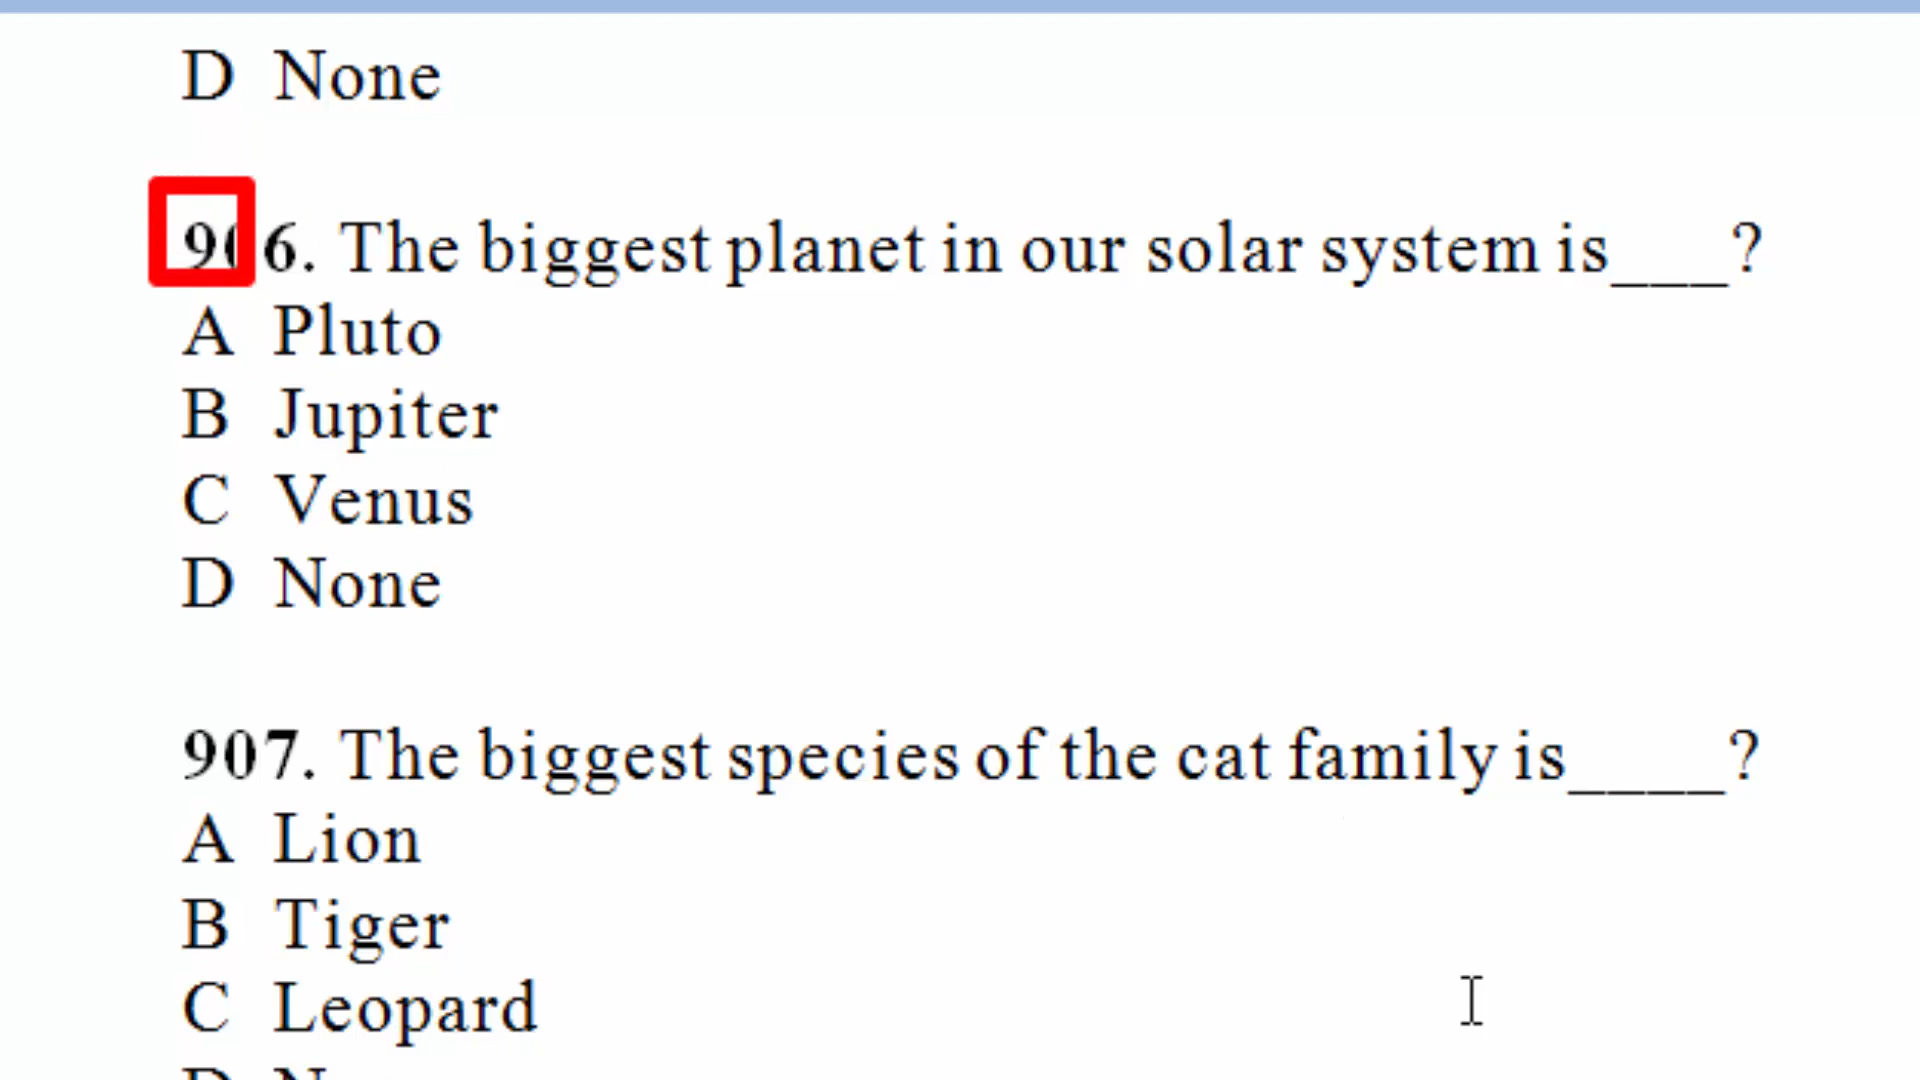 D None
906. The biggest planet in our solar system is___?
A Pluto
B Jupiter
C Venus
D None
907. The biggest species of the cat family is____?
A Lion
B Tiger
C Leopard